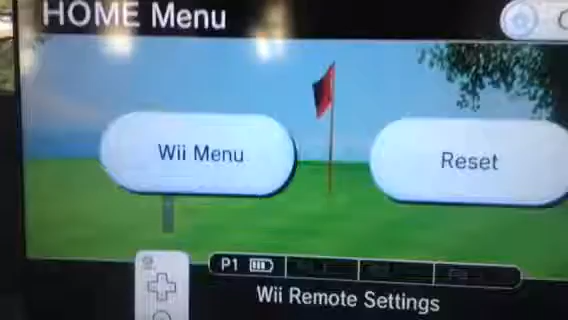 HOME Menu
Wii Menu
Reset
P1
Wii Remote Settings